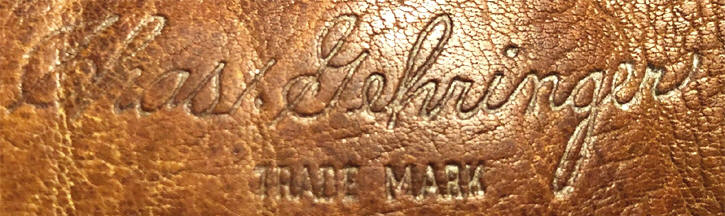 Chas. Gehringer
TRADE MARK